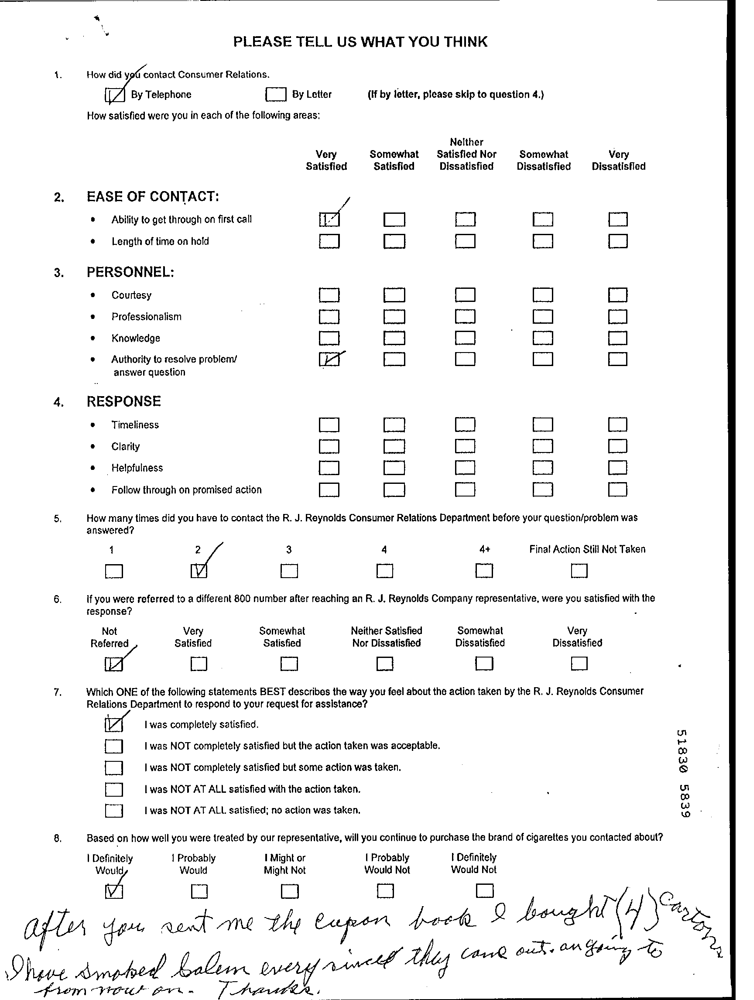 PLEASE TELL US WHAT YOU THINK
1. How did you contact Consumer Relations.
By Telephone By Letter (If by letter, please skip to question 4.)
How satisfied were you in each of the following areas:
Very Satisfied Somewhat Satisfied Neither Satisfied Nor Dissatisfied Somewhat Dissatisfied Very Dissatisfied
2. EASE OF CONTACT:
• Ability to get through on first call
• Length of time on hold
3. PERSONNEL:
• Courtesy
• Professionalism
• Knowledge
• Authority to resolve problem/
answer question
4. RESPONSE
• Timeliness
• Clarity
• Helpfulness
• Follow through on promised action
5. How many times did you have to contact the R. J. Reynolds Consumer Relations Department before your question/problem was
answered?
1 2 3 4 4+ Final Action Still Not Taken
6. If you were referred to a different 800 number after reaching an R. J. Reynolds Company representative, were you satisfied with the
response?
Not Referred Very Satisfied Somewhat Satisfied Neither Satisfied Nor Dissatisfied Somewhat Dissatisfied Very Dissatisfied
7. Which ONE of the following statements BEST describes the way you feel about the action taken by the R. J. Reynolds Consumer
Relations Department to respond to your request for assistance?
I was completely satisfied.
I was NOT completely satisfied but the action taken was acceptable.
I was NOT completely satisfied but some action was taken.
I was NOT AT ALL satisfied with the action taken.
I was NOT AT ALL satisfied; no action was taken.
51830 5839
8. Based on how well you were treated by our representative, will you continue to purchase the brand of cigarettes you contacted about?
I Definitely Would I Probably Would I Might or Might Not I Probably Would Not I Definitely Would Not
after you sent me the cupon book I bought (4) Cartons
I have smoked Salem every since they come out. an going to
from now on. Thanks.